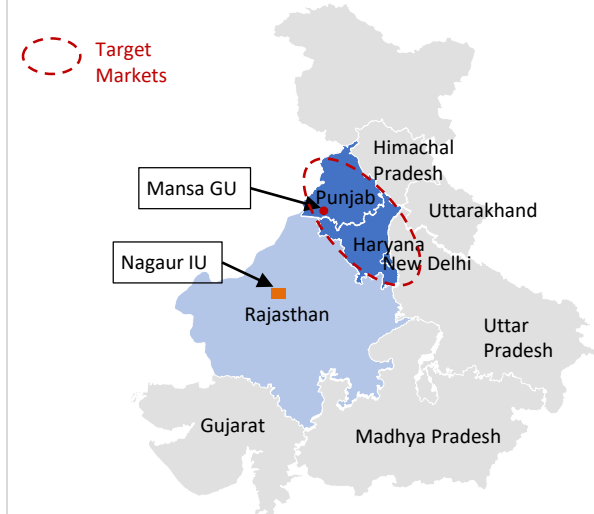 Target
Markets
Himachal
Pradesh
Mansa GU
Punjab
Uttarakhand
Haryana
New Delhi
Nagaur IU
Rajasthan
Uttar
Pradesh
Gujarat
Madhya Pradesh